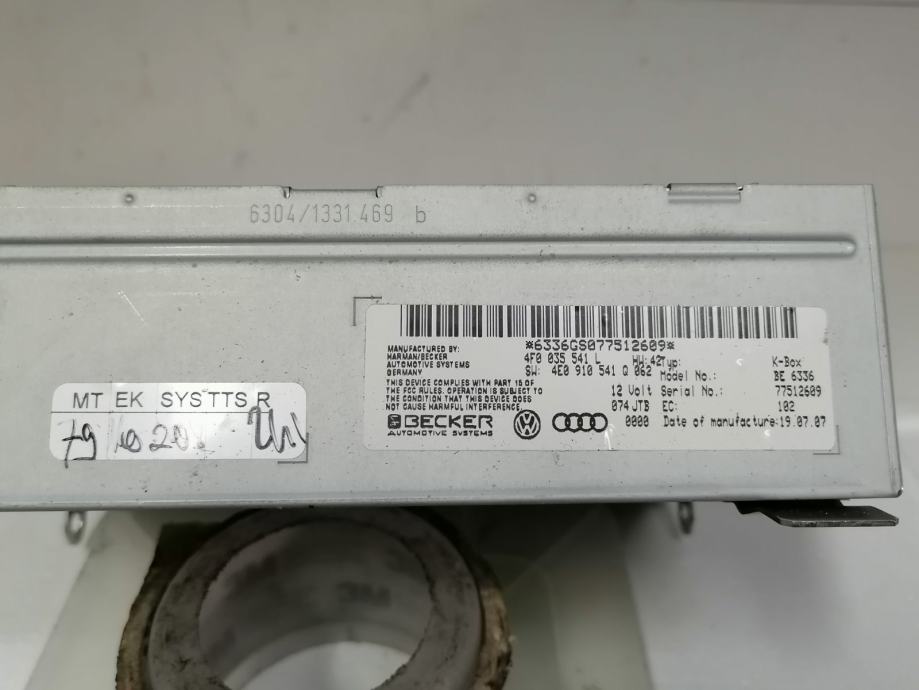 6304/1331.469 b
*6336GS077512609*
MANUFACTURED BY:
HARMAN/BECKER
AUTOMOTIVE SYSTEMS
GERMANY
THIS DEVICE COMPLIES WITH PART 15 OF
THE FCC RULES. OPERATION IS SUBJECT TO
THE CONDITION THAT THIS DEVICE DOES
NOT CAUSE HARMFUL INTERFERENCE
BECKER
AUTOMOTIVE SYSTEMS
4F0 035 541 L HW: 42 Typ: K-Box
SW: 4E0 910 541 Q 062 Model No.: BE 6336
12 Volt Serial No.: 77512609
074 JTB EC: 102
0000 Date of manufacture: 19.07.07
MT EK SYS TTS R